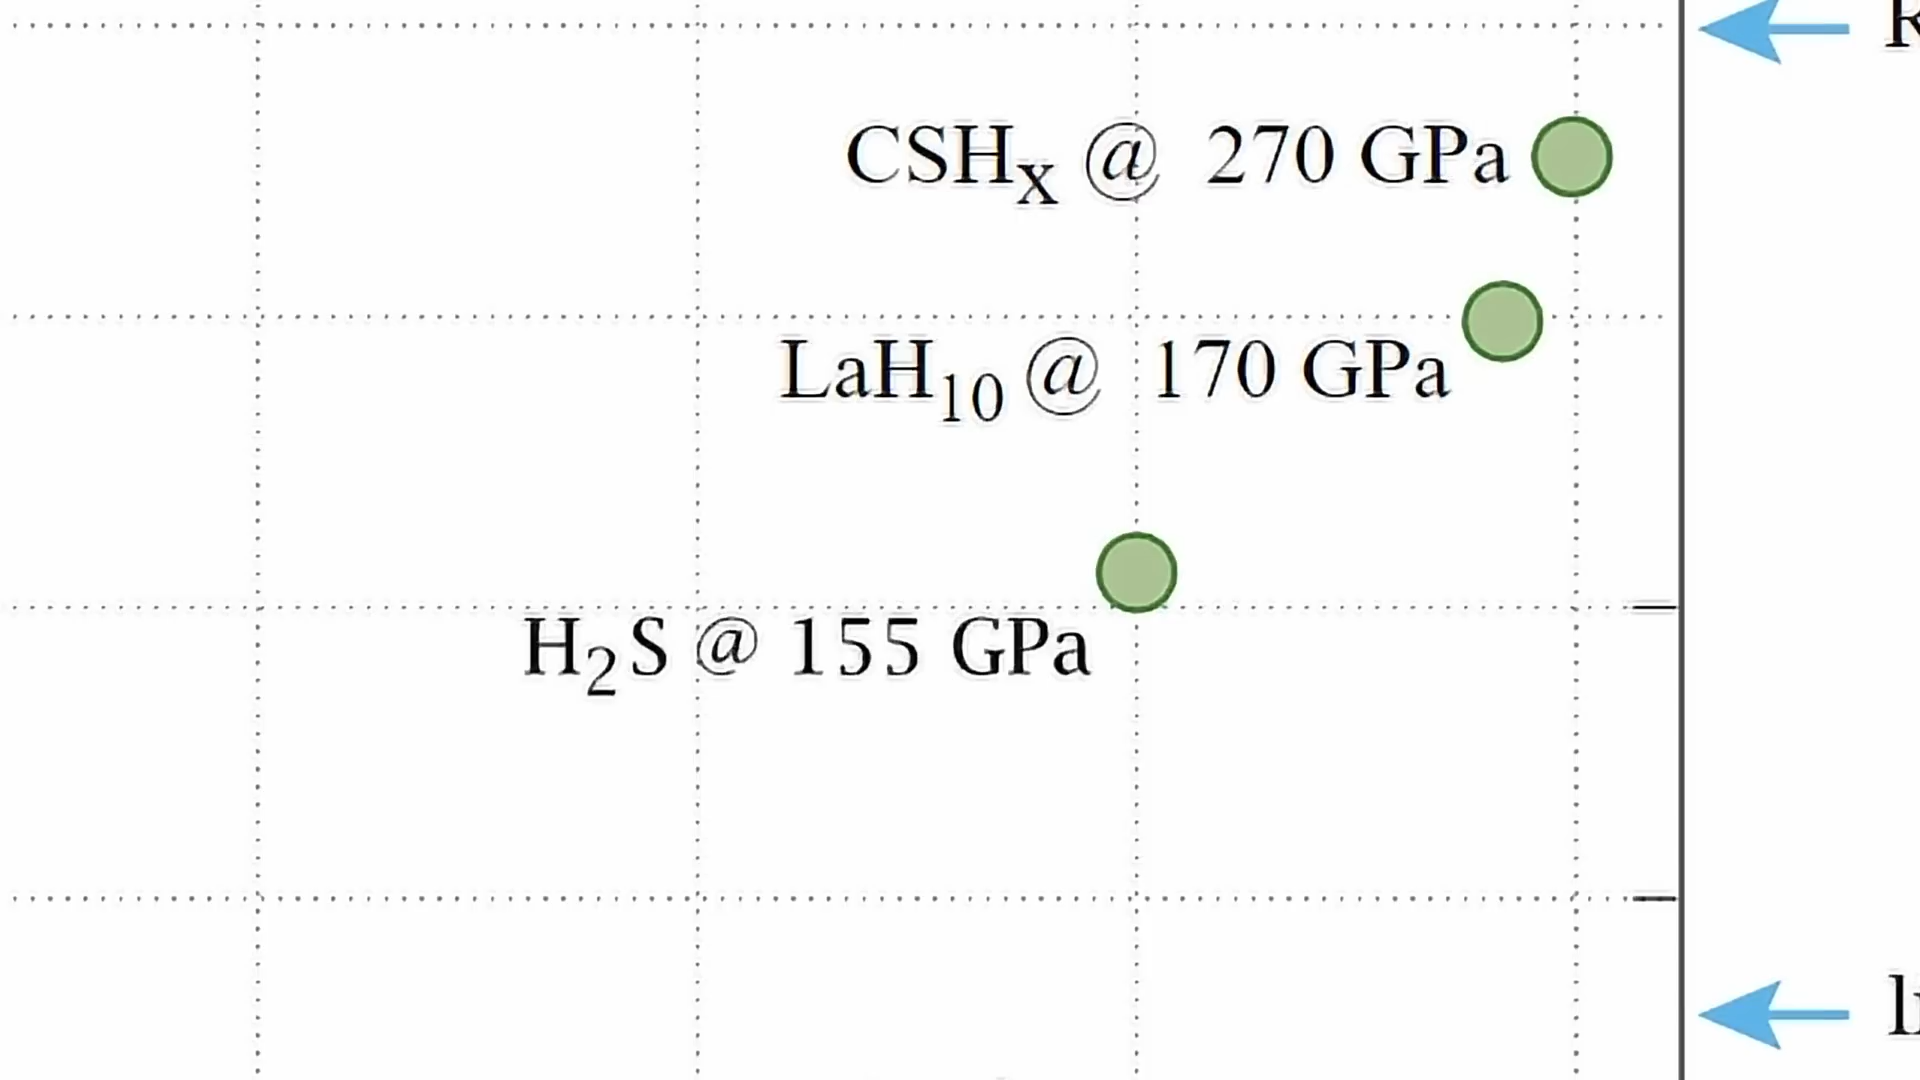 CSHₓ @ 270 GPa
LaH₁₀ @ 170 GPa
H₂S @ 155 GPa